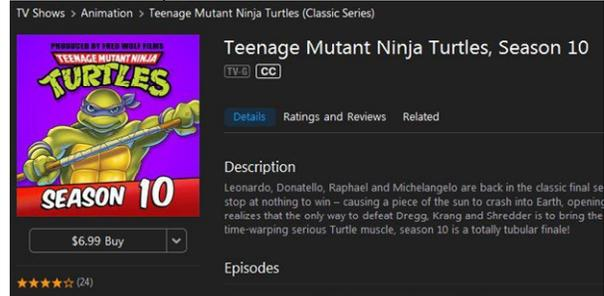 TV Shows > Animation > Teenage Mutant Ninja Turtles (Classic Series)
PRODUCED BY FRED WOLF FILMS
TEENAGE MUTANT NINJA
TURTLES
SEASON 10
$6.99 Buy
(24)
Teenage Mutant Ninja Turtles, Season 10
TV-G CC
Details Ratings and Reviews Related
Description
Leonardo, Donatello, Raphael and Michelangelo are back in the classic final se
stop at nothing to win – causing a piece of the sun to crash into Earth, opening
realizes that the only way to defeat Dregg, Krang and Shredder is to bring the
time-warping serious Turtle muscle, season 10 is a totally tubular finale!
Episodes